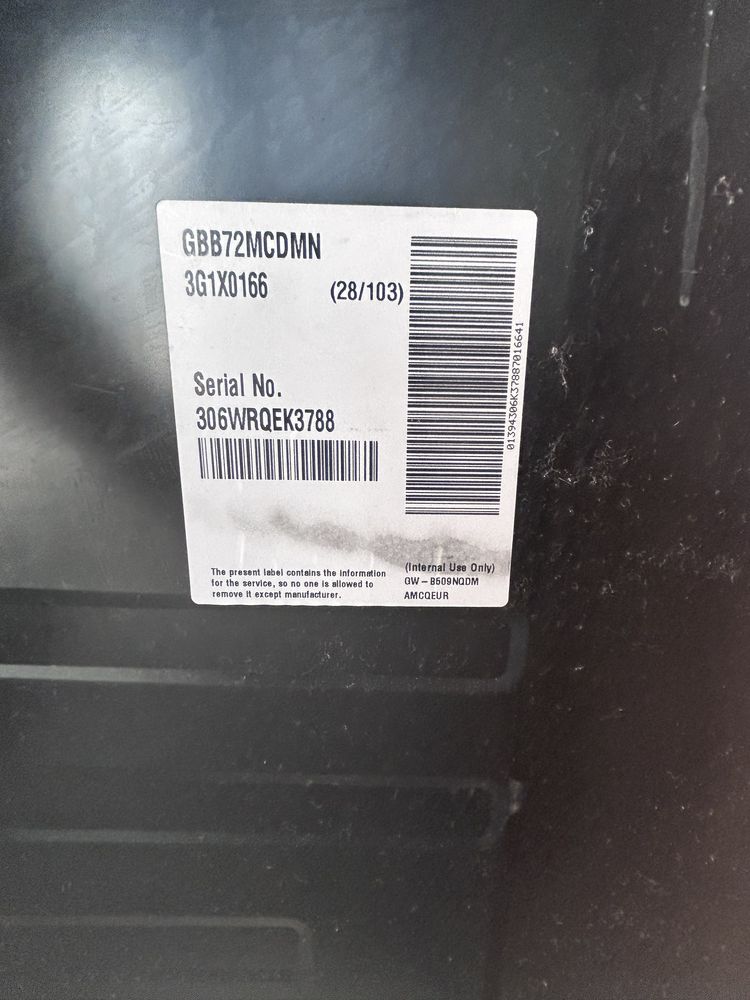 GBB72MCDMN
3G1X0166 (28/103)
Serial No.
306WRQEK3788
01394306K37887016641
The present label contains the information
for the service, so no one is allowed to
remove it except manufacturer.
(Internal Use Only)
GW-B509NQDM
AMCQEUR